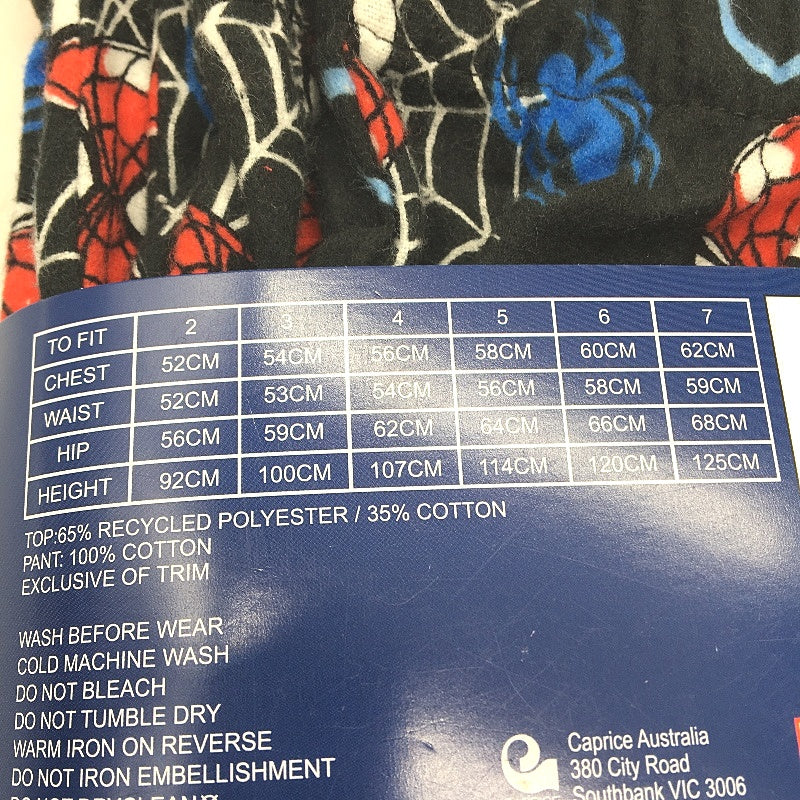 TO FIT 2 3 4 5 6 7
CHEST 52CM 54CM 56CM 58CM 60CM 62CM
WAIST 52CM 53CM 54CM 56CM 58CM 59CM
HIP 56CM 59CM 62CM 64CM 66CM 68CM
HEIGHT 92CM 100CM 107CM 114CM 120CM 125CM
TOP:65% RECYCLED POLYESTER / 35% COTTON
PANT: 100% COTTON
EXCLUSIVE OF TRIM
WASH BEFORE WEAR
COLD MACHINE WASH
DO NOT BLEACH
DO NOT TUMBLE DRY
WARM IRON ON REVERSE
DO NOT IRON EMBELLISHMENT
DO NOT DRYCLEAN
Caprice Australia
380 City Road
Southbank VIC 3006